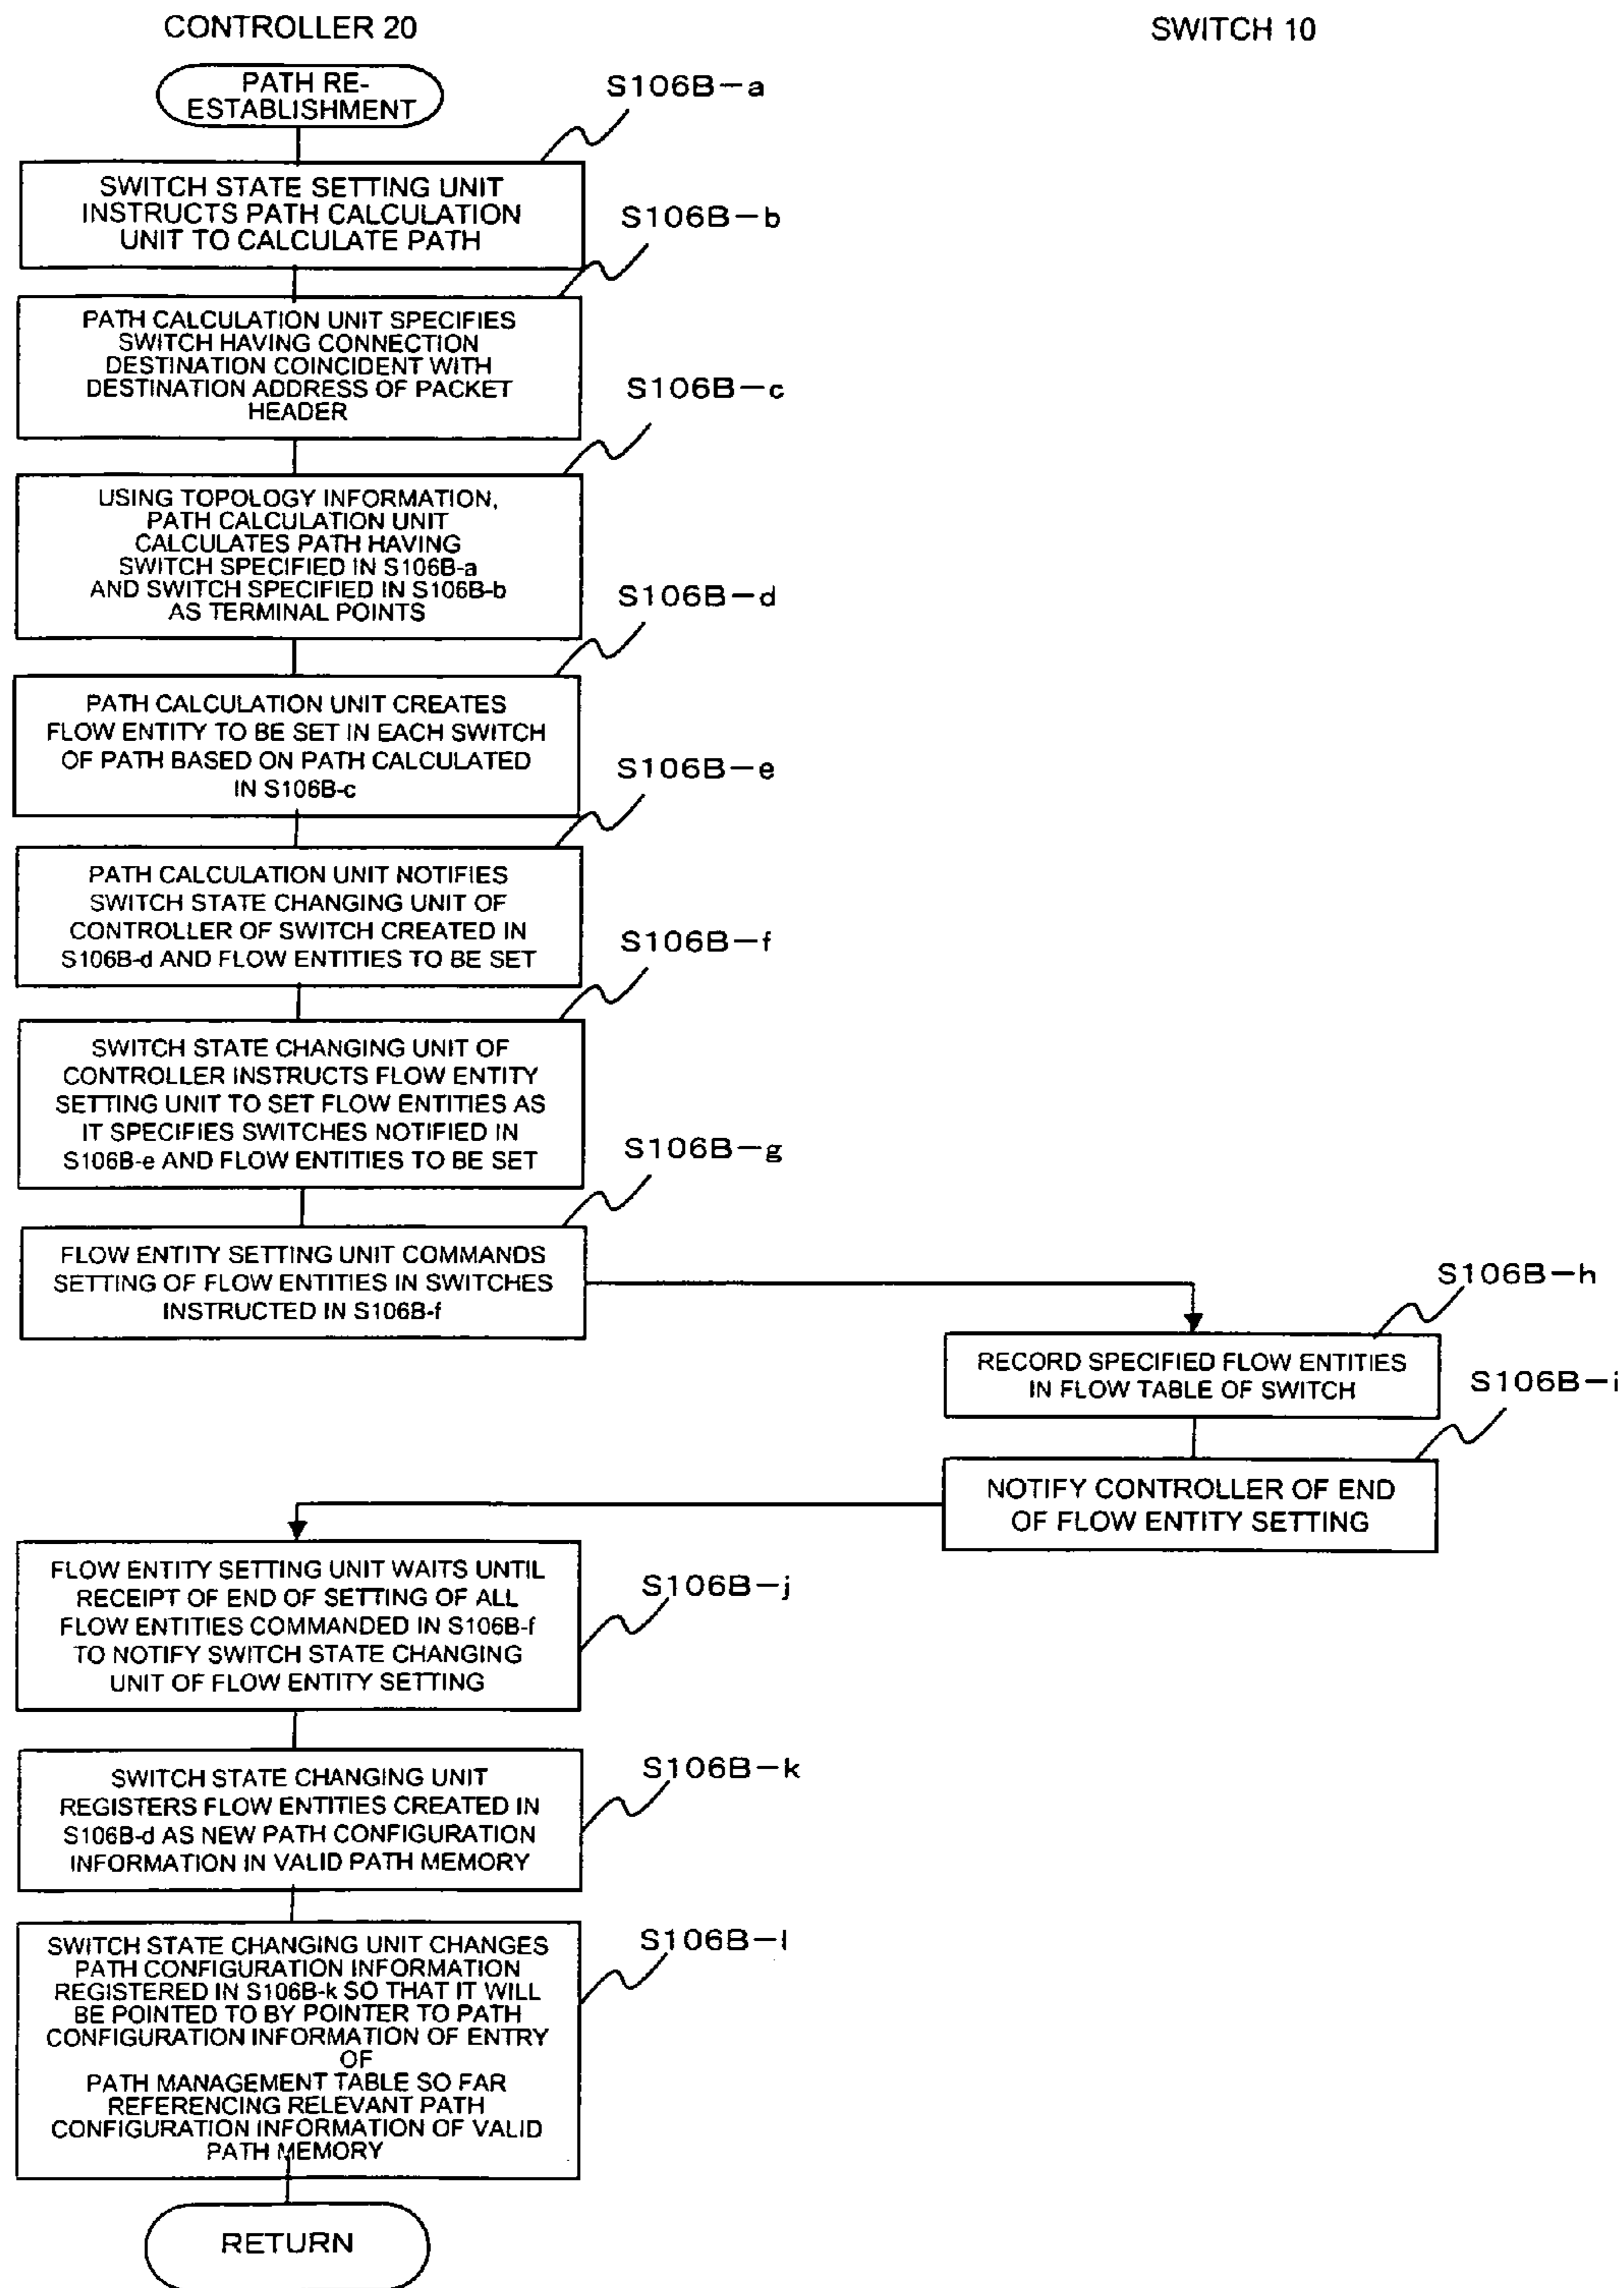 CONTROLLER 20
SWITCH 10
PATH RE-
ESTABLISHMENT
S106B-a
SWITCH STATE SETTING UNIT
INSTRUCTS PATH CALCULATION
UNIT TO CALCULATE PATH
S106B-b
PATH CALCULATION UNIT SPECIFIES
SWITCH HAVING CONNECTION
DESTINATION COINCIDENT WITH
DESTINATION ADDRESS OF PACKET
HEADER
S106B-c
USING TOPOLOGY INFORMATION,
PATH CALCULATION UNIT
CALCULATES PATH HAVING
SWITCH SPECIFIED IN S106B-a
AND SWITCH SPECIFIED IN S106B-b
AS TERMINAL POINTS
S106B-d
PATH CALCULATION UNIT CREATES
FLOW ENTITY TO BE SET IN EACH SWITCH
OF PATH BASED ON PATH CALCULATED
IN S106B-c
S106B-e
PATH CALCULATION UNIT NOTIFIES
SWITCH STATE CHANGING UNIT OF
CONTROLLER OF SWITCH CREATED IN
S106B-d AND FLOW ENTITIES TO BE SET
S106B-f
SWITCH STATE CHANGING UNIT OF
CONTROLLER INSTRUCTS FLOW ENTITY
SETTING UNIT TO SET FLOW ENTITIES AS
IT SPECIFIES SWITCHES NOTIFIED IN
S106B-e AND FLOW ENTITIES TO BE SET
S106B-g
FLOW ENTITY SETTING UNIT COMMANDS
SETTING OF FLOW ENTITIES IN SWITCHES
INSTRUCTED IN S106B-f
S106B-h
RECORD SPECIFIED FLOW ENTITIES
IN FLOW TABLE OF SWITCH
S106B-i
NOTIFY CONTROLLER OF END
OF FLOW ENTITY SETTING
FLOW ENTITY SETTING UNIT WAITS UNTIL
RECEIPT OF END OF SETTING OF ALL
FLOW ENTITIES COMMANDED IN S106B-f
TO NOTIFY SWITCH STATE CHANGING
UNIT OF FLOW ENTITY SETTING
S106B-j
SWITCH STATE CHANGING UNIT
REGISTERS FLOW ENTITIES CREATED IN
S106B-d AS NEW PATH CONFIGURATION
INFORMATION IN VALID PATH MEMORY
S106B-k
SWITCH STATE CHANGING UNIT CHANGES
PATH CONFIGURATION INFORMATION
REGISTERED IN S106B-k SO THAT IT WILL
BE POINTED TO BY POINTER TO PATH
CONFIGURATION INFORMATION OF ENTRY
OF
PATH MANAGEMENT TABLE SO FAR
REFERENCING RELEVANT PATH
CONFIGURATION INFORMATION OF VALID
PATH MEMORY
S106B-l
RETURN